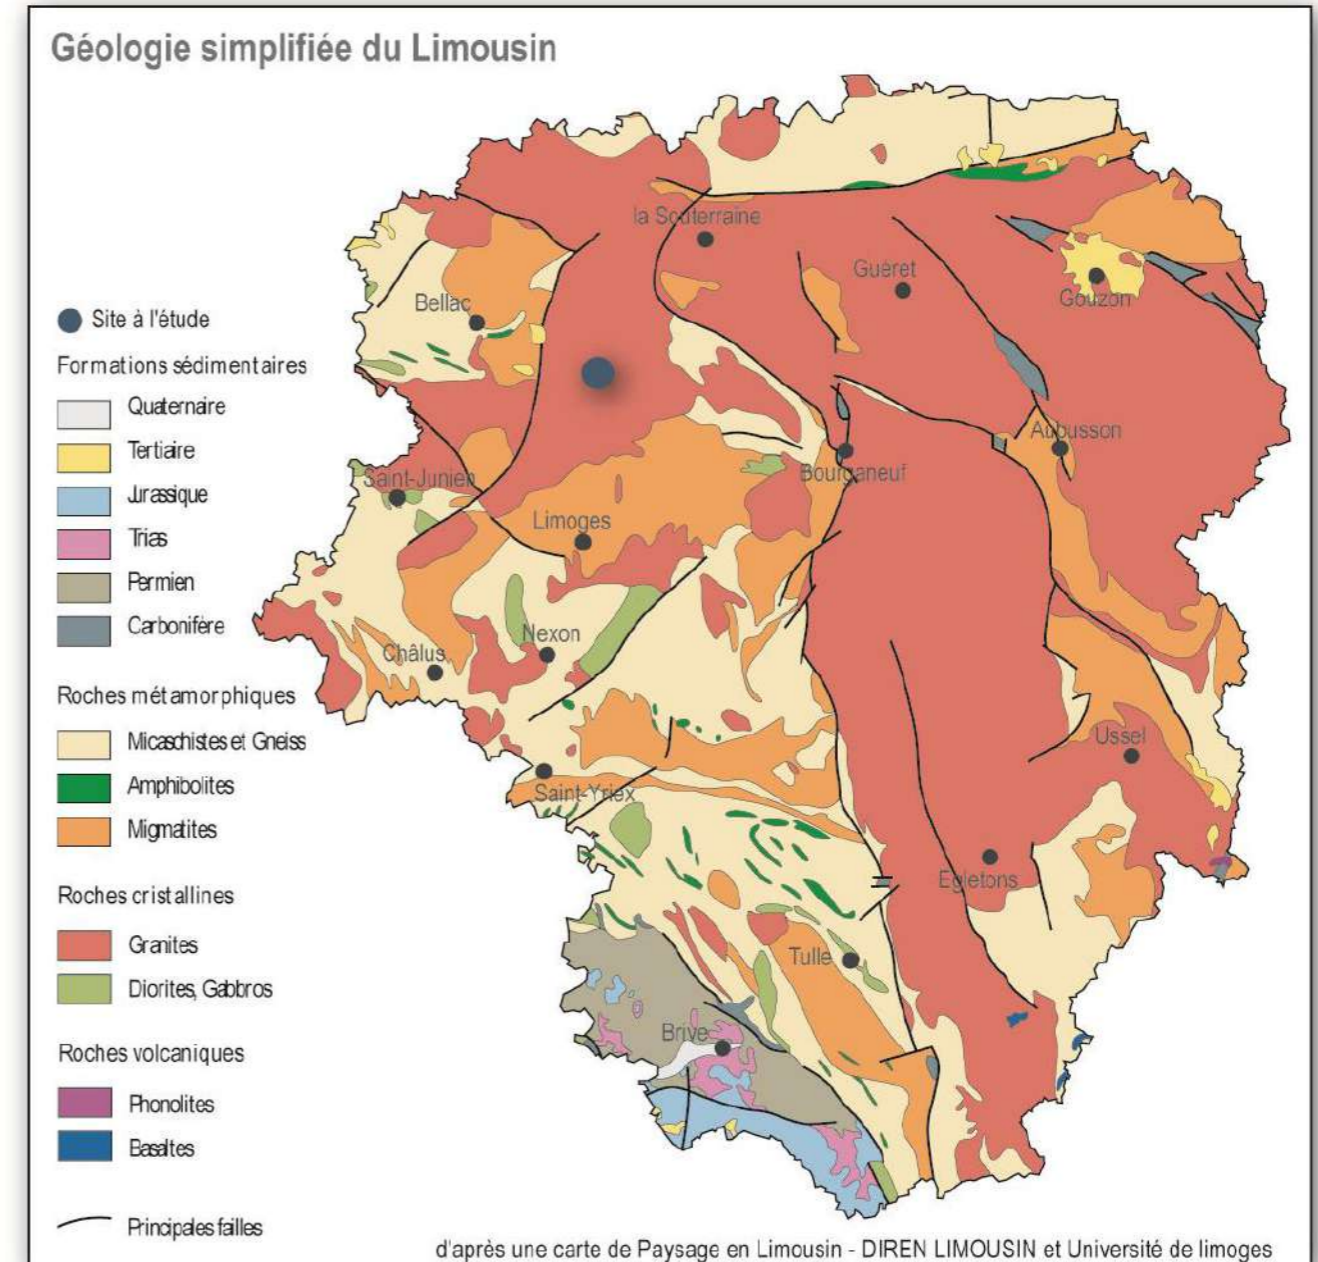 Géologie simplifiée du Limousin
la Souterraine
Guéret
Gouzon
Bellac
Aubusson
Bourganeuf
Saint-Junien
Limoges
Nexon
Châlus
Ussel
Saint-Yriex
Egletons
Tulle
Brive
Site à l'étude
Formations sédimentaires
Quaternaire
Tertiaire
Jurassique
Trias
Permien
Carbonifère
Roches métamorphiques
Micaschistes et Gneiss
Amphibolites
Migmatites
Roches cristallines
Granites
Diorites, Gabbros
Roches volcaniques
Phonolites
Basaltes
Principales failles
d'après une carte de Paysage en Limousin - DIREN LIMOUSIN et Université de limoges